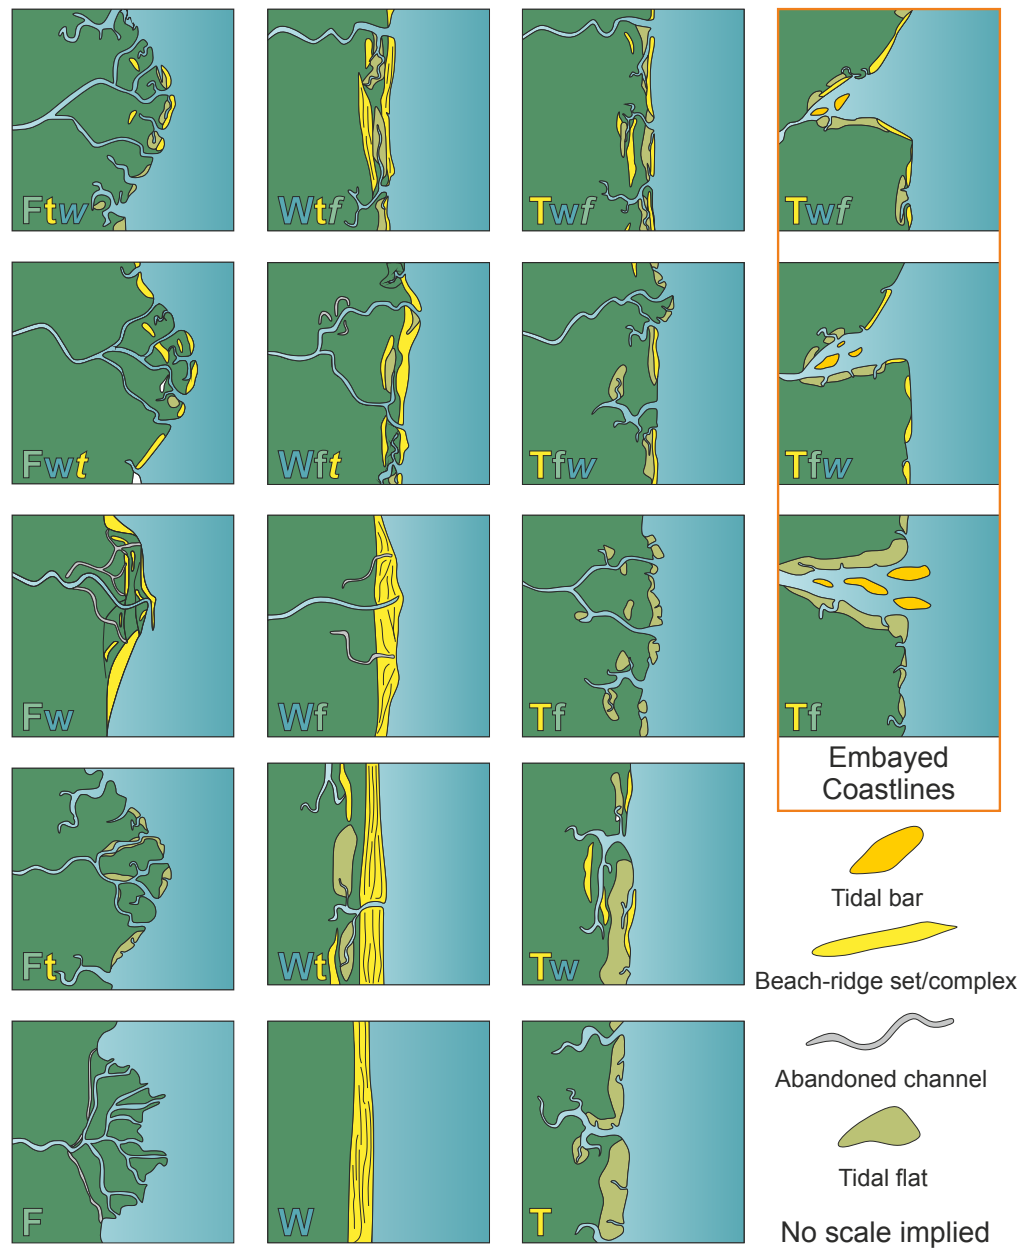 Ftw
Wtf
Twf
Twf
Fwt
Wft
Tfw
Tfw
Fw
Wf
Tf
Tf
Embayed
Coastlines
Ft
Wt
Tw
F
W
T
Tidal bar
Beach-ridge set/complex
Abandoned channel
Tidal flat
No scale implied